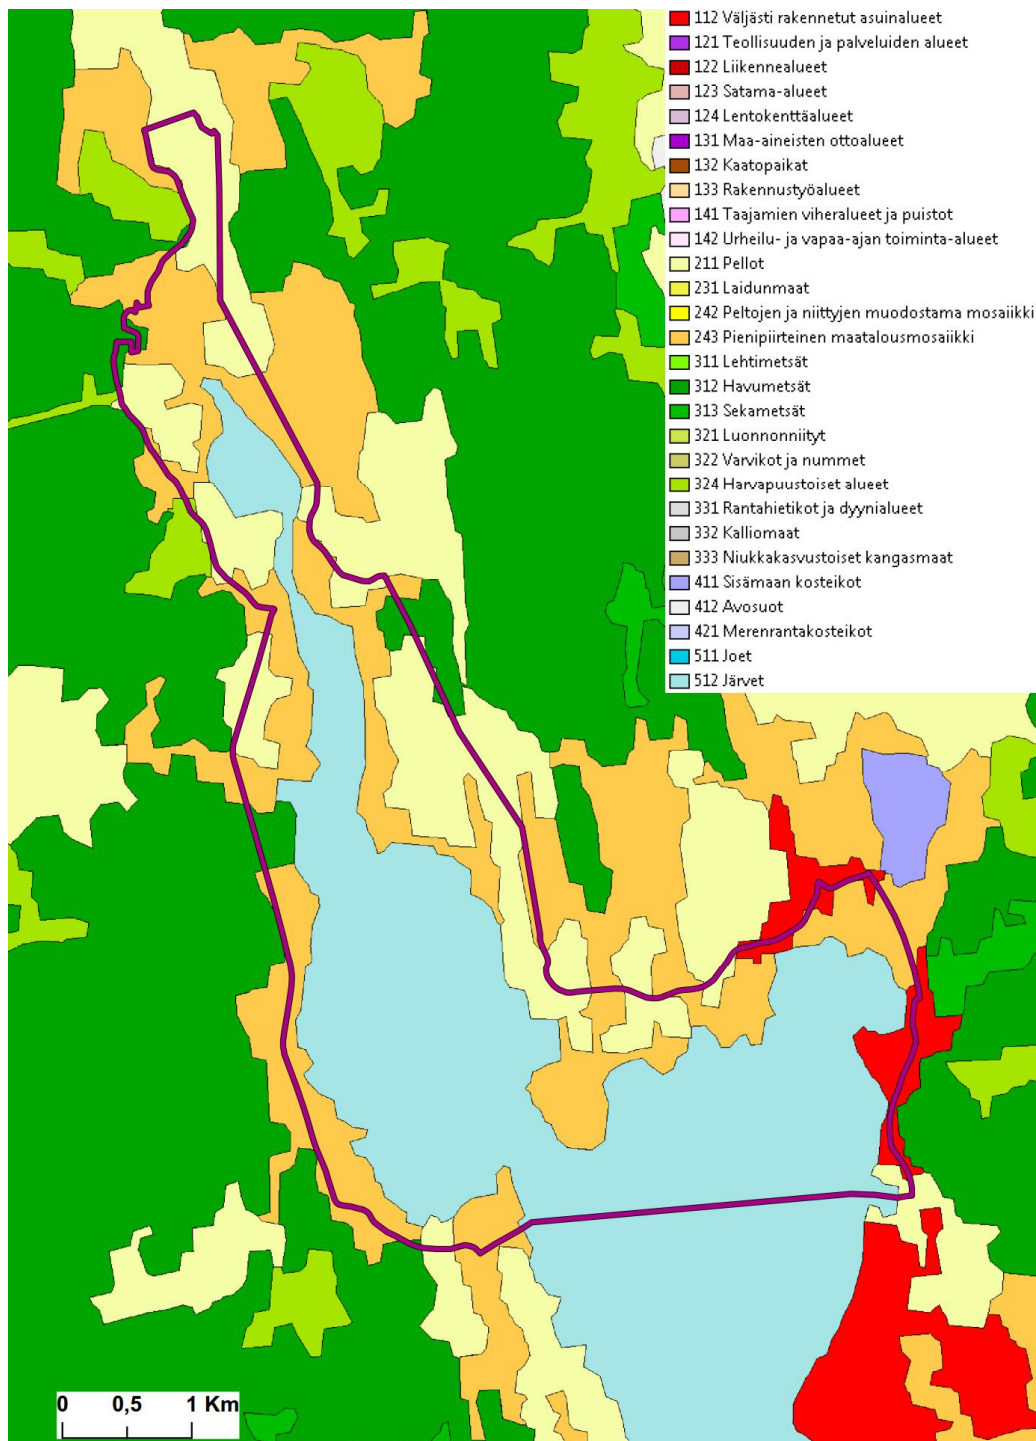 112 Väljästi rakennetut asuinalueet
121 Teollisuuden ja palveluiden alueet
122 Liikennealueet
123 Satama-alueet
124 Lentokenttäalueet
131 Maa-aineisten ottoalueet
132 Kaatopaikat
133 Rakennustyöalueet
141 Taajamien viheralueet ja puistot
142 Urheilu- ja vapaa-ajan toiminta-alueet
211 Pellot
231 Laidunmaat
242 Peltojen ja niittyjen muodostama mosaiikki
243 Pienipiirteinen maatalousmosaiikki
311 Lehtimetsät
312 Havumetsät
313 Sekametsät
321 Luonnonniityt
322 Varvikot ja nummet
324 Harvapuustoiset alueet
331 Rantahietikot ja dyynialueet
332 Kalliomaat
333 Niukkakasvustoiset kangasmaat
411 Sisämaan kosteikot
412 Avosuot
421 Merenrantakosteikot
511 Joet
512 Järvet
0 0,5 1 Km